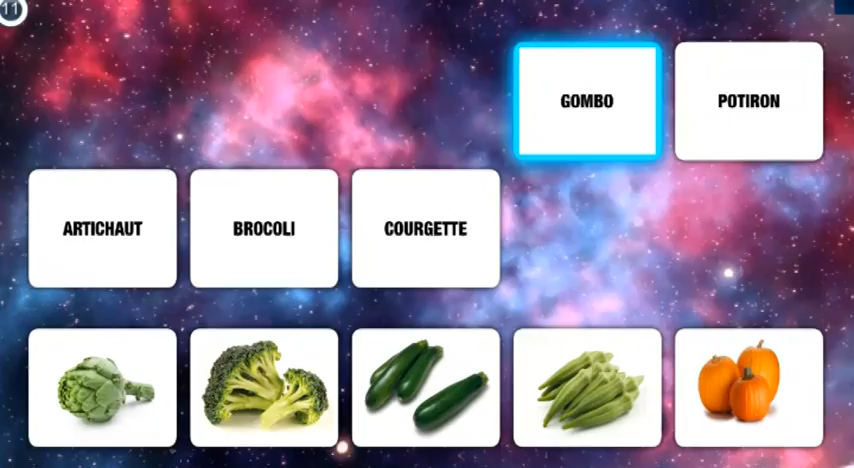 11
GOMBO
POTIRON
ARTICHAUT
BROCOLI
COURGETTE